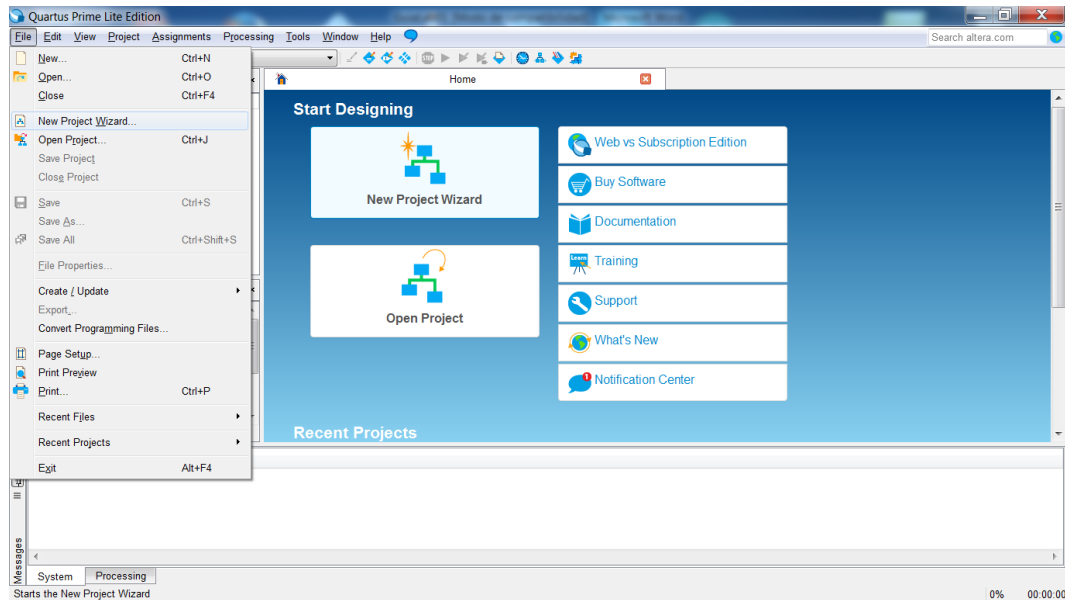 Quartus Prime Lite Edition
File Edit View Project Assignments Processing Tools Window Help
Search altera.com
New... Ctrl+N
Open... Ctrl+O
Close Ctrl+F4
New Project Wizard...
Open Project... Ctrl+J
Save Project
Close Project
Save Ctrl+S
Save As...
Save All Ctrl+Shift+S
File Properties...
Create / Update
Export...
Convert Programming Files...
Page Setup...
Print Preview
Print... Ctrl+P
Recent Files
Recent Projects
Exit Alt+F4
STOP
Home
Start Designing
New Project Wizard
Open Project
Web vs Subscription Edition
Buy Software
Documentation
Learn
Training
Support
What's New
1
Notification Center
Recent Projects
Messages
System Processing
Starts the New Project Wizard
0% 00:00:00